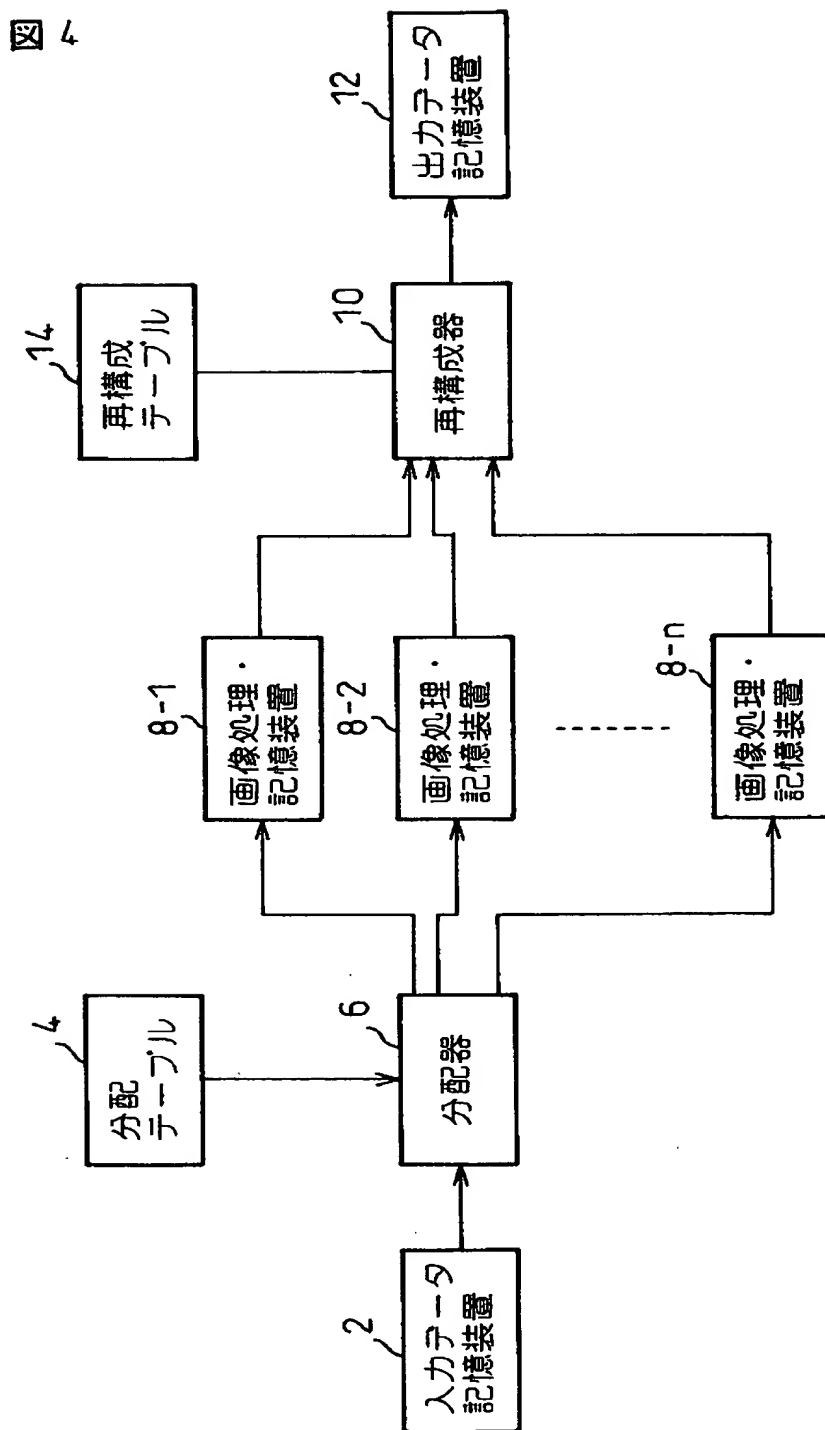 図 4
2
入力データ
記憶装置
4
分配
テーブル
6
分配器
8-1
画像処理・
記憶装置
8-2
画像処理・
記憶装置
8-n
画像処理・
記憶装置
14
再構成
テーブル
10
再構成器
12
出力データ
記憶装置